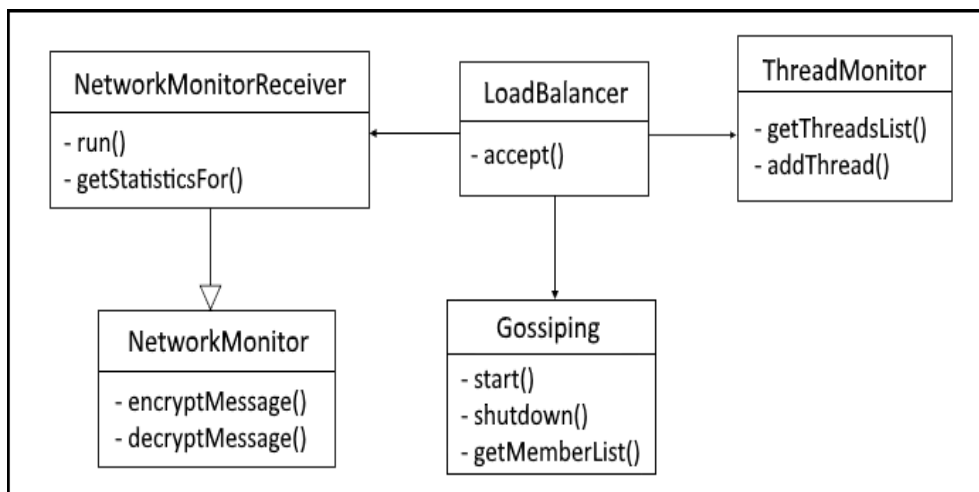 NetworkMonitorReceiver
- run()
- getStatisticsFor()
LoadBalancer
- accept()
ThreadMonitor
- getThreadsList()
- addThread()
NetworkMonitor
- encryptMessage()
- decryptMessage()
Gossiping
- start()
- shutdown()
- getMemberList()